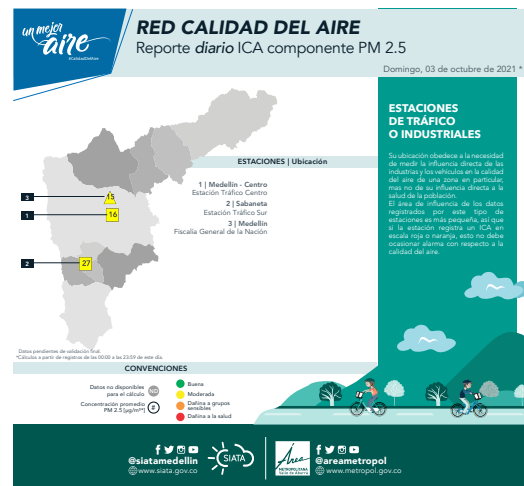 un mejor
aire
#CalidadDelAire
RED CALIDAD DEL AIRE
Reporte diario ICA componente PM 2.5
Domingo, 03 de octubre de 2021 *
ESTACIONES
DE TRÁFICO
O INDUSTRIALES
Su ubicación obedece a la necesidad
de medir la influencia directa de las
industrias y los vehículos en la calidad
del aire de una zona en particular,
mas no de su influencia directa a la
salud de la población.
El área de influencia de los datos
registrados por este tipo de
estaciones es más pequeña, así que
si la estación registra un ICA en
escala roja o naranja, esto no debe
ocasionar alarma con respecto a la
calidad del aire.
ESTACIONES | Ubicación
1 | Medellín - Centro
Estación Tráfico Centro
2 | Sabaneta
Estación Tráfico Sur
3 | Medellín
Fiscalía General de la Nación
3
15
1
16
2
27
Datos pendientes de validación final.
*Cálculos a partir de registros de las 00:00 a las 23:59 de este día.
CONVENCIONES
Datos no disponibles
para el cálculo
Concentración promedio
PM 2.5 [µg/m³*]
#
Buena
Moderada
Dañina a grupos
sensibles
Dañina a la salud
@siatamedellin
www.siata.gov.co
SIATA
Área
METROPOLITANA
Valle de Aburrá
@areametropol
www.metropol.gov.co